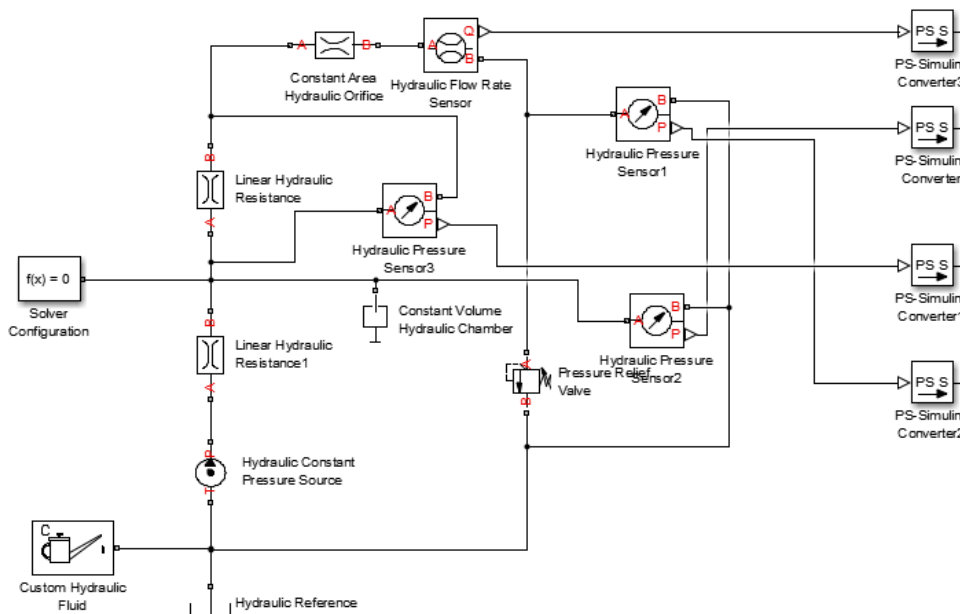 Q
PS S
A
B
A
B
Constant Area
Hydraulic Orifice
Hydraulic Flow Rate
Sensor
PS-Simulin
Converter3
B
A
B
P
PS S
Hydraulic Pressure
Sensor1
PS-Simulin
Converter
Linear Hydraulic
Resistance
A
B
A
P
Hydraulic Pressure
Sensor3
PS S
f(x) = 0
Solver
Configuration
Constant Volume
Hydraulic Chamber
B
A
P
PS-Simulin
Converter1
B
Linear Hydraulic
Resistance1
A
Hydraulic Pressure
Sensor2
A
Pressure Relief
Valve
B
PS S
PS-Simulin
Converter2
P
Hydraulic Constant
Pressure Source
T
C
Custom Hydraulic
Fluid
Hydraulic Reference